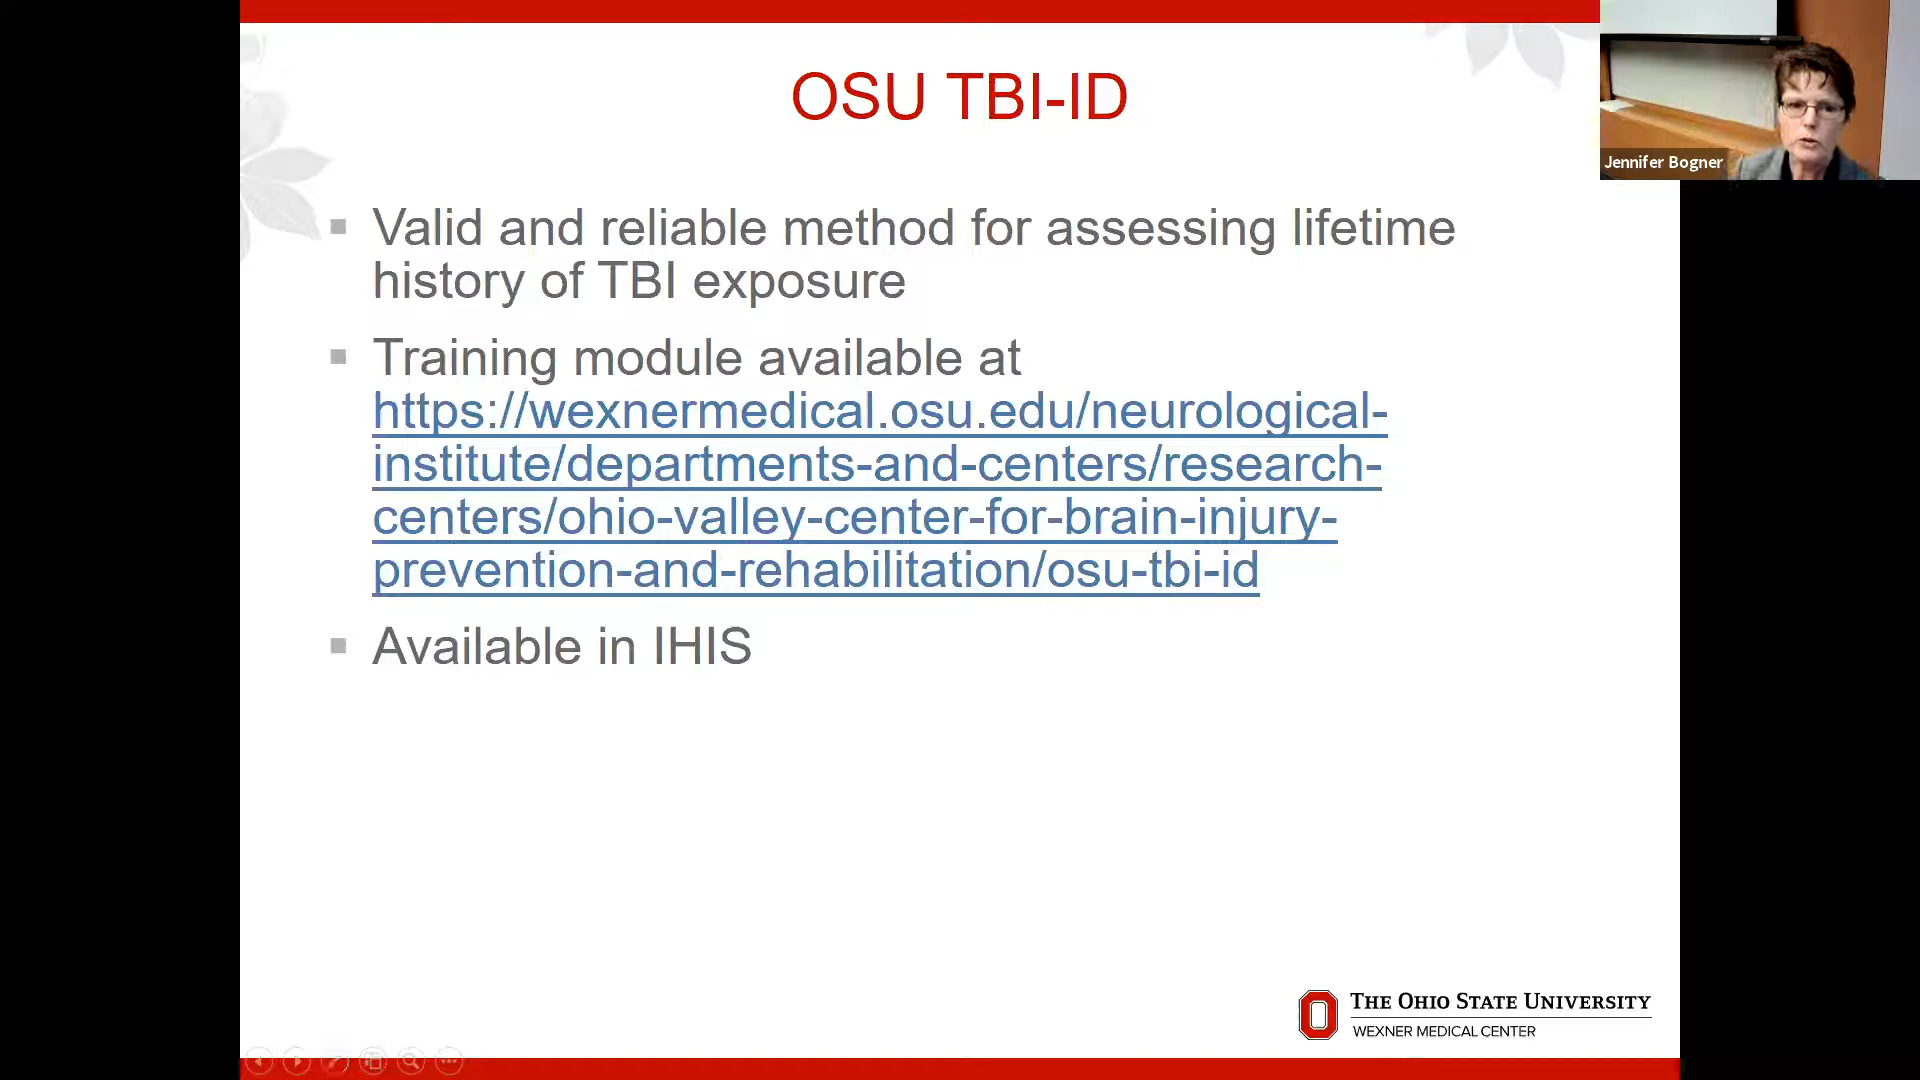 OSU TBI-ID
Jennifer Bogner
Valid and reliable method for assessing lifetime
history of TBI exposure
Training module available at
https://wexnermedical.osu.edu/neurological-
institute/departments-and-centers/research-
centers/ohio-valley-center-for-brain-injury-
prevention-and-rehabilitation/osu-tbi-id
Available in IHIS
THE OHIO STATE UNIVERSITY
WEXNER MEDICAL CENTER